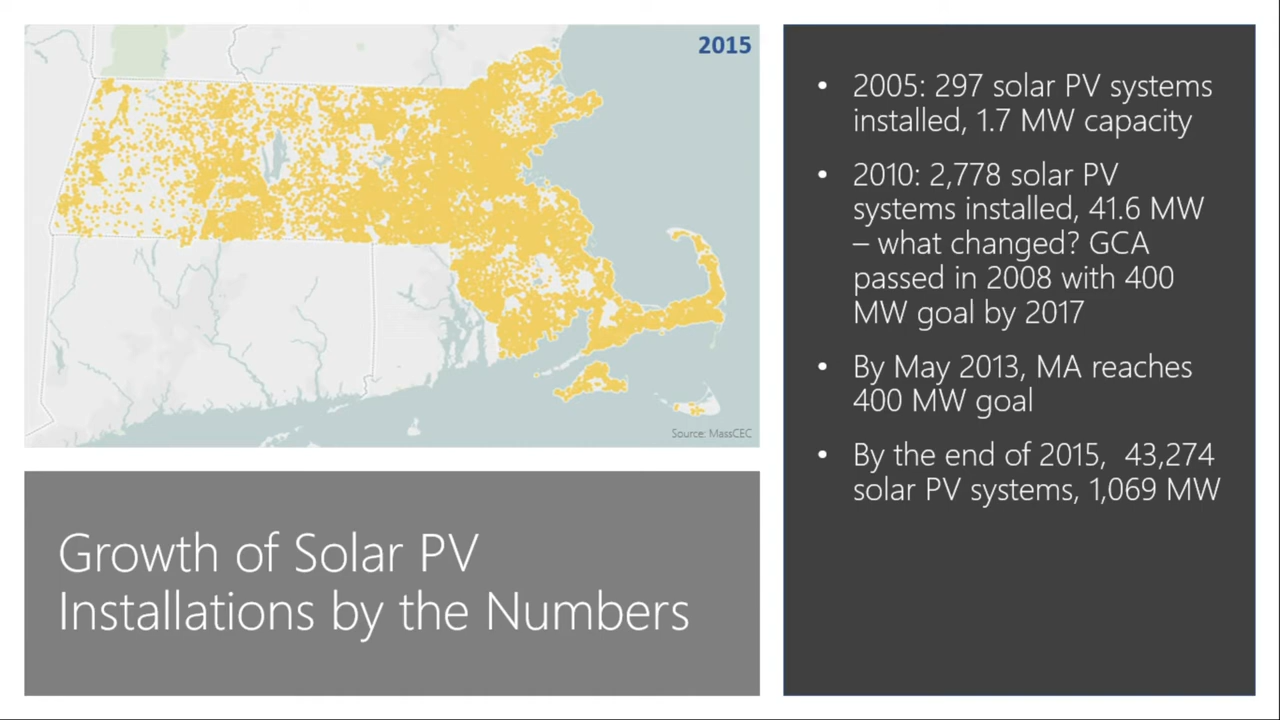 2015
Source: MassCEC
Growth of Solar PV
Installations by the Numbers
• 2005: 297 solar PV systems
installed, 1.7 MW capacity
• 2010: 2,778 solar PV
systems installed, 41.6 MW
– what changed? GCA
passed in 2008 with 400
MW goal by 2017
• By May 2013, MA reaches
400 MW goal
• By the end of 2015,  43,274
solar PV systems, 1,069 MW